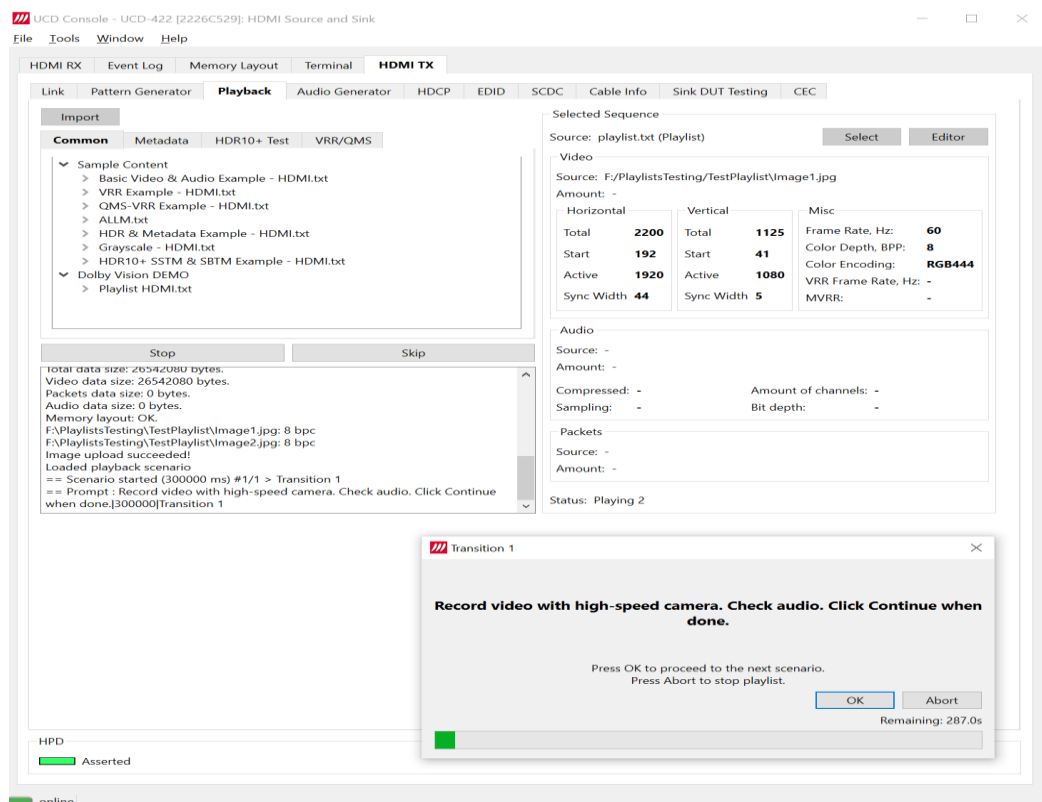 UCD Console - UCD-422 [2226C529]: HDMI Source and Sink
File Tools Window Help
HDMI RX Event Log Memory Layout Terminal HDMI TX
Link Pattern Generator Playback Audio Generator HDCP EDID SCDC Cable Info Sink DUT Testing CEC
Import
Common Metadata HDR10+ Test VRR/QMS
Sample Content
Basic Video & Audio Example - HDMI.txt
VRR Example - HDMI.txt
QMS-VRR Example - HDMI.txt
ALLM.txt
HDR & Metadata Example - HDMI.txt
Grayscale - HDMI.txt
HDR10+ SSTM & SBTM Example - HDMI.txt
Dolby Vision DEMO
Playlist HDMI.txt
Stop Skip
Total data size: 26542080 bytes.
Video data size: 26542080 bytes.
Packets data size: 0 bytes.
Audio data size: 0 bytes.
Memory layout: OK.
F:\PlaylistsTesting\TestPlaylist\Image1.jpg: 8 bpc
F:\PlaylistsTesting\TestPlaylist\Image2.jpg: 8 bpc
Image upload succeeded!
Loaded playback scenario
== Scenario started (300000 ms) #1/1 > Transition 1
== Prompt : Record video with high-speed camera. Check audio. Click Continue
when done.|300000|Transition 1
Selected Sequence
Source: playlist.txt (Playlist) Select Editor
Video
Source: F:/PlaylistsTesting/TestPlaylist\Image1.jpg
Amount: -
Horizontal
Total 2200
Start 192
Active 1920
Sync Width 44
Vertical
Total 1125
Start 41
Active 1080
Sync Width 5
Misc
Frame Rate, Hz: 60
Color Depth, BPP: 8
Color Encoding: RGB444
VRR Frame Rate, Hz: -
MVRR: -
Audio
Source: -
Amount: -
Compressed: - Amount of channels: -
Sampling: - Bit depth: -
Packets
Source: -
Amount: -
Status: Playing 2
Transition 1
Record video with high-speed camera. Check audio. Click Continue when
done.
Press OK to proceed to the next scenario.
Press Abort to stop playlist.
OK Abort
Remaining: 287.0s
HPD
Asserted
online